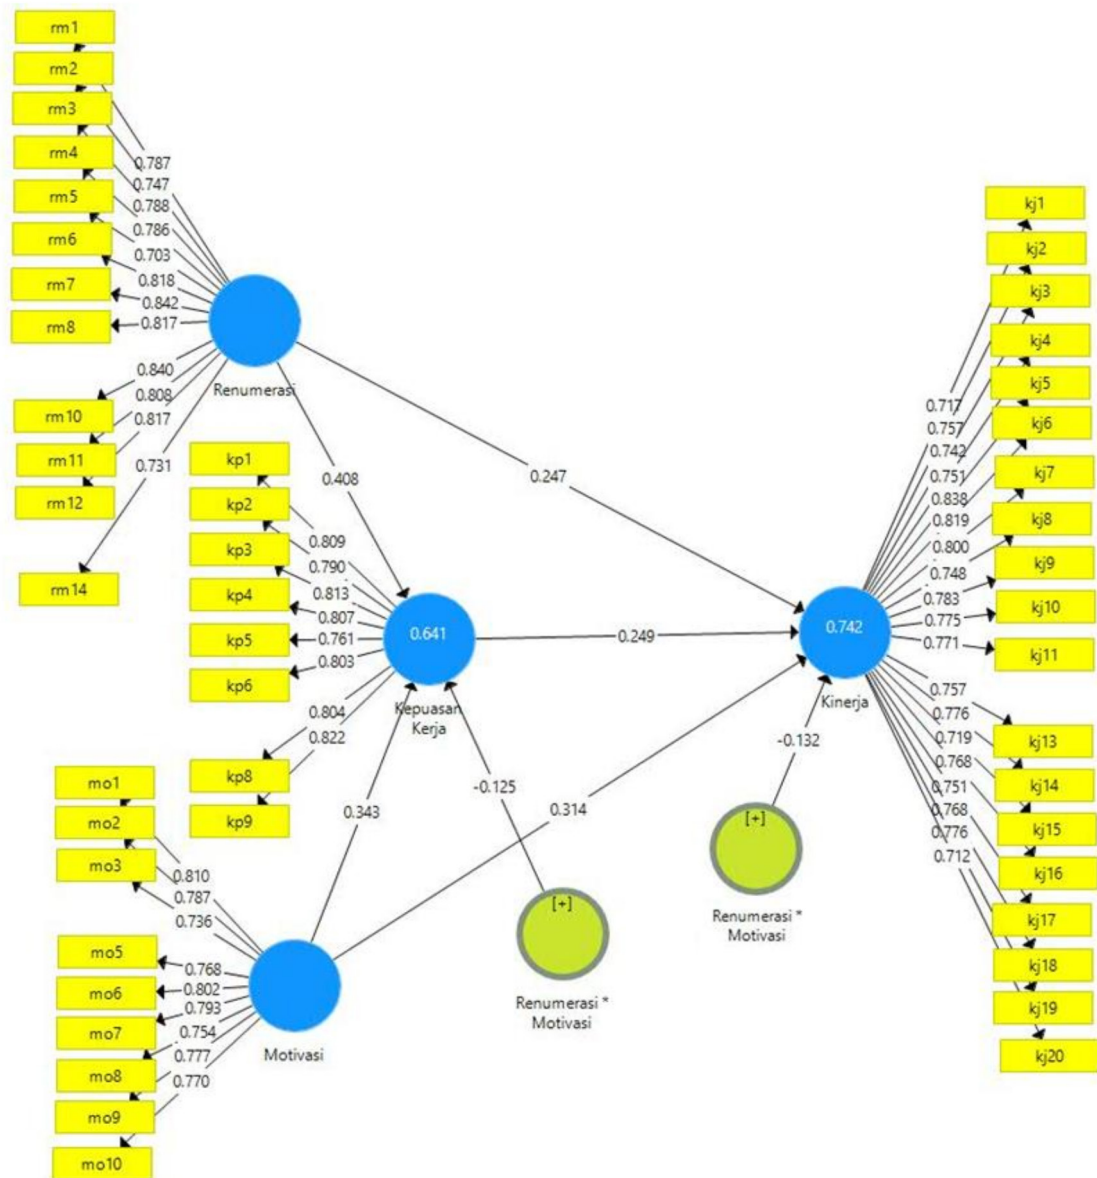 rm1
rm2
rm3
rm4
rm5
rm6
rm7
rm8
rm10
rm11
rm12
rm14
0.787
0.747
0.788
0.786
0.703
0.818
0.842
0.817
0.840
0.808
0.817
0.731
Renumerasi
0.408
0.247
kp1
kp2
kp3
kp4
kp5
kp6
kp8
kp9
0.809
0.790
0.813
0.807
0.761
0.803
0.804
0.822
0.641
Kepuasan
Kerja
0.249
mo1
mo2
mo3
mo5
mo6
mo7
mo8
mo9
mo10
0.810
0.787
0.736
0.768
0.802
0.793
0.754
0.777
0.770
Motivasi
0.343
0.314
-0.125
[+]
Renumerasi *
Motivasi
-0.132
[+]
Renumerasi *
Motivasi
0.742
Kinerja
0.717
0.757
0.742
0.751
0.838
0.819
0.800
0.748
0.783
0.775
0.771
0.757
0.776
0.719
0.768
0.751
0.768
0.776
0.712
kj1
kj2
kj3
kj4
kj5
kj6
kj7
kj8
kj9
kj10
kj11
kj13
kj14
kj15
kj16
kj17
kj18
kj19
kj20